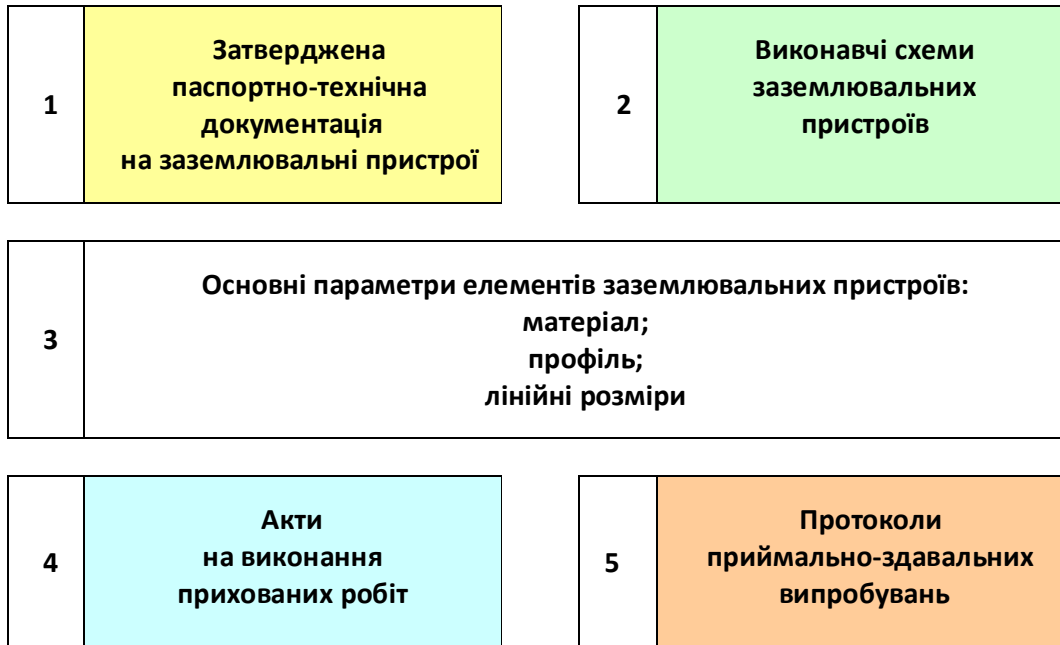 1
Затверджена
паспортно-технічна
документація
на заземлювальні пристрої
2
Виконавчі схеми
заземлювальних
пристроїв
3
Основні параметри елементів заземлювальних пристроїв:
матеріал;
профіль;
лінійні розміри
4
Акти
на виконання
прихованих робіт
5
Протоколи
приймально-здавальних
випробувань